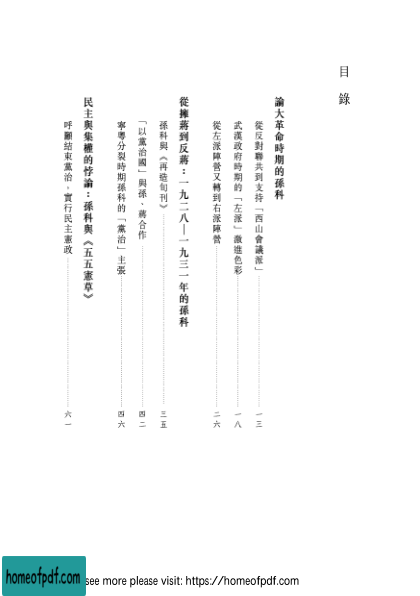 目錄
論大革命時期的孫科
從反對聯共到支持「西山會議派」 一三
武漢政府時期的「左派」激進色彩 一八
從左派陣營又轉到右派陣營 二六
從擁蔣到反蔣：一九二八—一九三一年的孫科
孫科與《再造旬刊》 三五
「以黨治國」與孫、蔣合作 四二
寧粵分裂時期孫科的「黨治」主張 四六
民主與集權的悖論：孫科與《五五憲草》
呼籲結束黨治，實行民主憲政 六一
homeofpdf.com
see more please visit: https://homeofpdf.com